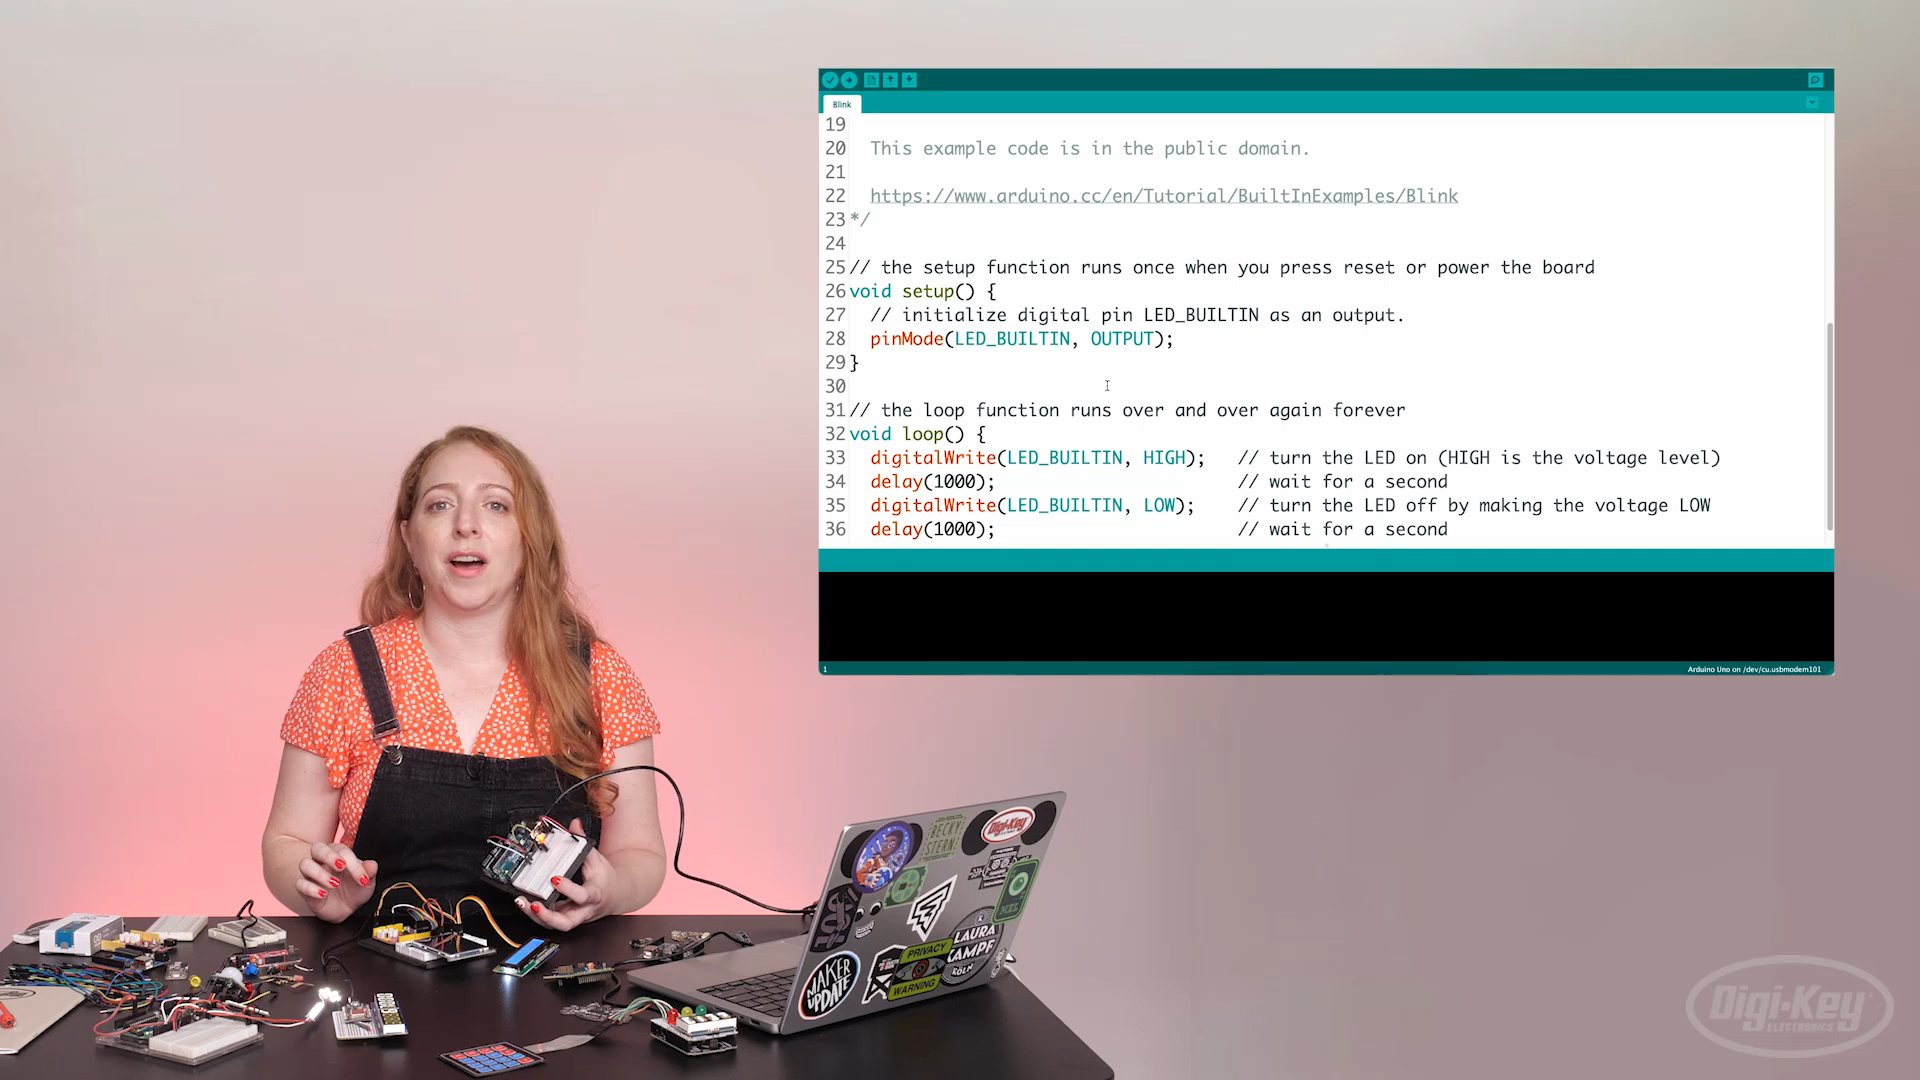 Blink
19
20 This example code is in the public domain.
21
22 https://www.arduino.cc/en/Tutorial/BuiltInExamples/Blink
23 */
24
25 // the setup function runs once when you press reset or power the board
26 void setup() {
27 // initialize digital pin LED_BUILTIN as an output.
28 pinMode(LED_BUILTIN, OUTPUT);
29 }
30
31 // the loop function runs over and over again forever
32 void loop() {
33 digitalWrite(LED_BUILTIN, HIGH); // turn the LED on (HIGH is the voltage level)
34 delay(1000); // wait for a second
35 digitalWrite(LED_BUILTIN, LOW); // turn the LED off by making the voltage LOW
36 delay(1000); // wait for a second
1
Arduino Uno on /dev/cu.usbmodem101
BECKY
STERN
Digi-Key
MEL
LAURA
KAMPF
KÖLN
PRIVACY
WARNING
MAKER
UPDATE
Digi-Key
ELECTRONICS